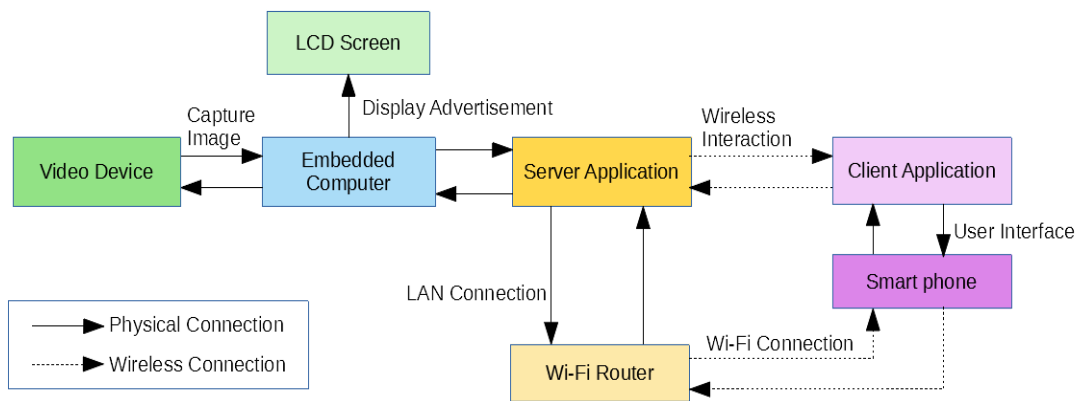 LCD Screen
Display Advertisement
Capture
Image
Wireless
Interaction
Video Device
Embedded
Computer
Server Application
Client Application
User Interface
Smart phone
LAN Connection
Physical Connection
Wireless Connection
Wi-Fi Connection
Wi-Fi Router